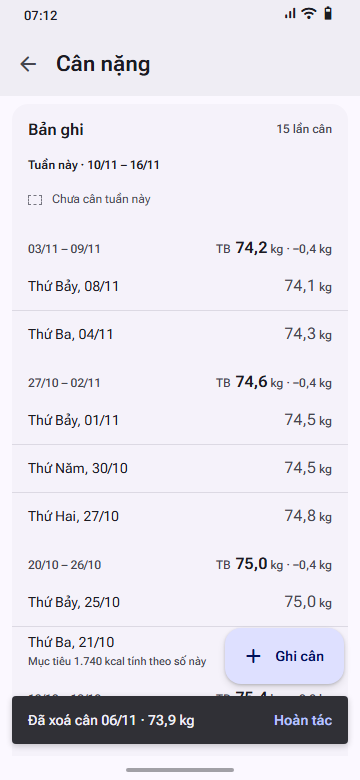 07:12
Cân nặng
Bản ghi
15 lần cân
Tuần này · 10/11 – 16/11
Chưa cân tuần này
03/11 – 09/11
TB 74,2 kg · −0,4 kg
Thứ Bảy, 08/11
74,1 kg
Thứ Ba, 04/11
74,3 kg
27/10 – 02/11
TB 74,6 kg · −0,4 kg
Thứ Bảy, 01/11
74,5 kg
Thứ Năm, 30/10
74,5 kg
Thứ Hai, 27/10
74,8 kg
20/10 – 26/10
TB 75,0 kg · −0,4 kg
Thứ Bảy, 25/10
75,0 kg
Thứ Ba, 21/10
Mục tiêu 1.740 kcal tính theo số này
Ghi cân
Đã xoá cân 06/11 · 73,9 kg
Hoàn tác